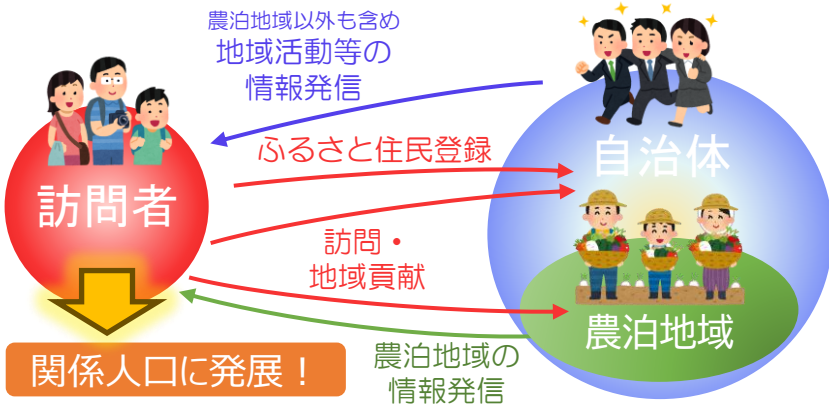 農泊地域以外も含め
地域活動等の
情報発信
ふるさと住民登録
自治体
訪問者
訪問・
地域貢献
農泊地域
関係人口に発展！
農泊地域の
情報発信